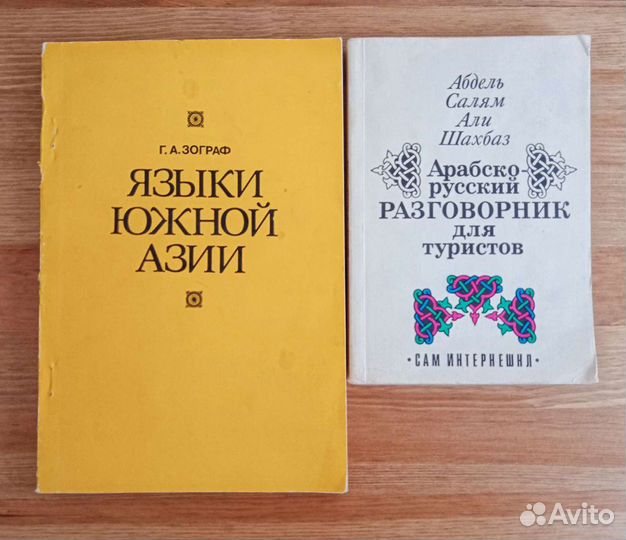 Г. А. ЗОГРАФ
ЯЗЫКИ
ЮЖНОЙ
АЗИИ
Абдель
Салям
Али
Шахбаз
Арабско-
русский
РАЗГОВОРНИК
для
туристов
• САМ ИНТЕРНЕШНЛ •
Avito